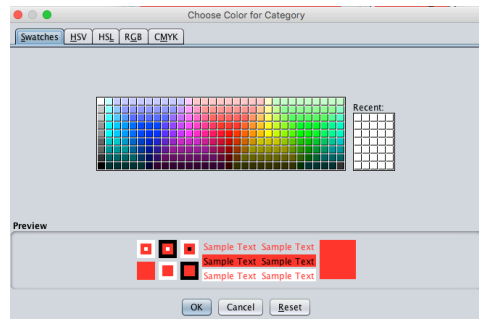 Choose Color for Category
Swatches HSV HSL RGB CMYK
Recent:
Preview
Sample Text Sample Text
Sample Text Sample Text
Sample Text Sample Text
OK Cancel Reset